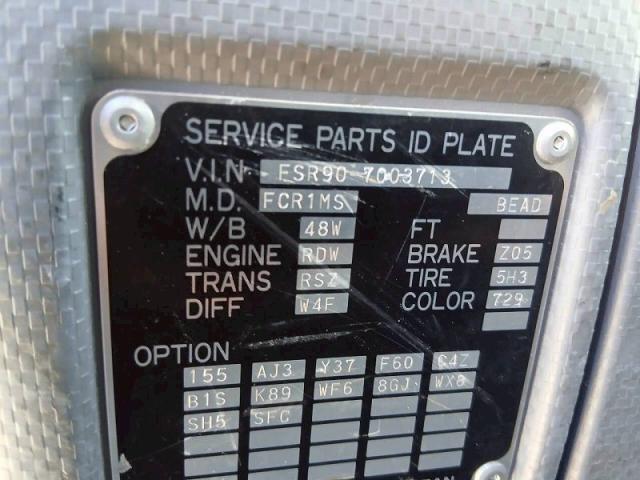 SERVICE PARTS ID PLATE
V.I.N FSR90-7003713
M.D. FCR1MS BEAD
W/B 48W FT
ENGINE RDW BRAKE Z05
TRANS RSZ TIRE 5H3
DIFF W4F COLOR 729
OPTION
155 AJ3 Y37 F60 C4Z
B1S K89 WF6 8GJ WX8
SH5 SFC